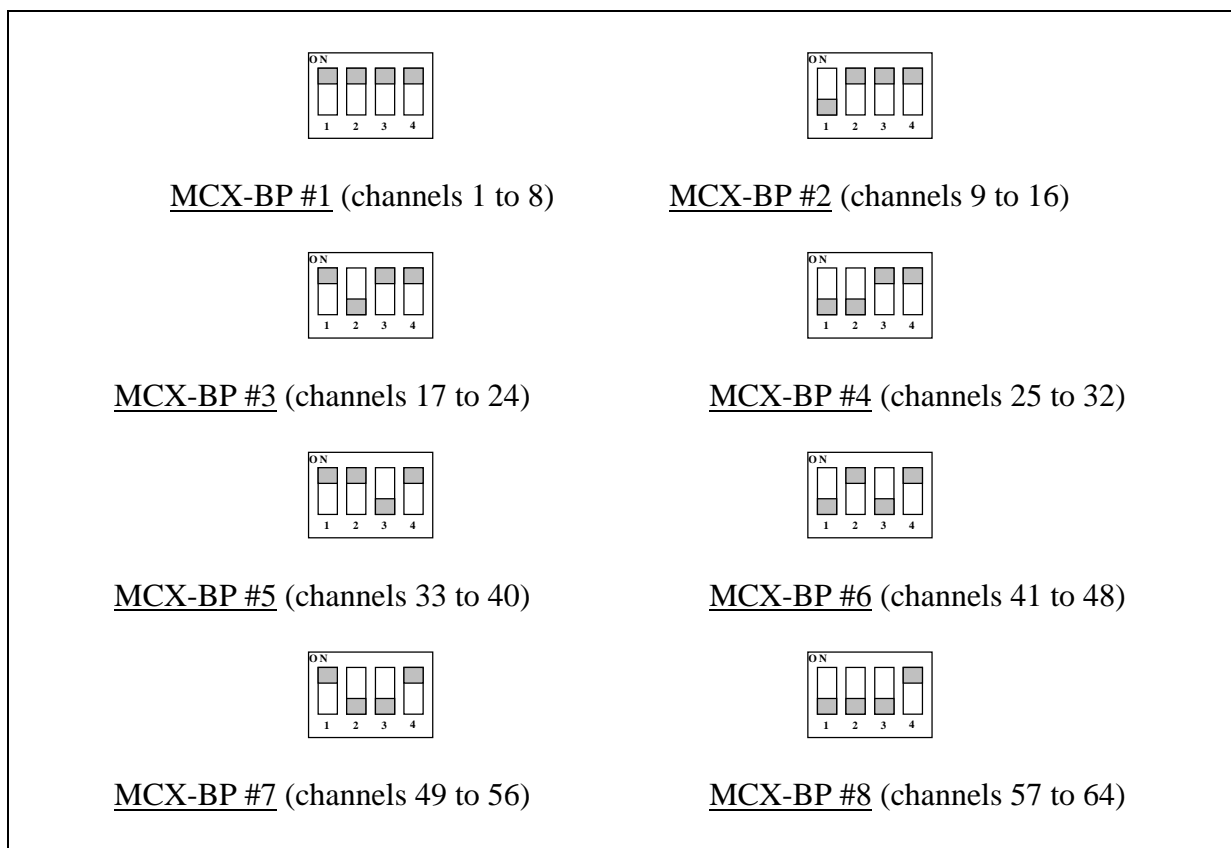 ON ON
1 2 3 4 1 2 3 4
MCX-BP #1 (channels 1 to 8) MCX-BP #2 (channels 9 to 16)
ON ON
1 2 3 4 1 2 3 4
MCX-BP #3 (channels 17 to 24) MCX-BP #4 (channels 25 to 32)
ON ON
1 2 3 4 1 2 3 4
MCX-BP #5 (channels 33 to 40) MCX-BP #6 (channels 41 to 48)
ON ON
1 2 3 4 1 2 3 4
MCX-BP #7 (channels 49 to 56) MCX-BP #8 (channels 57 to 64)